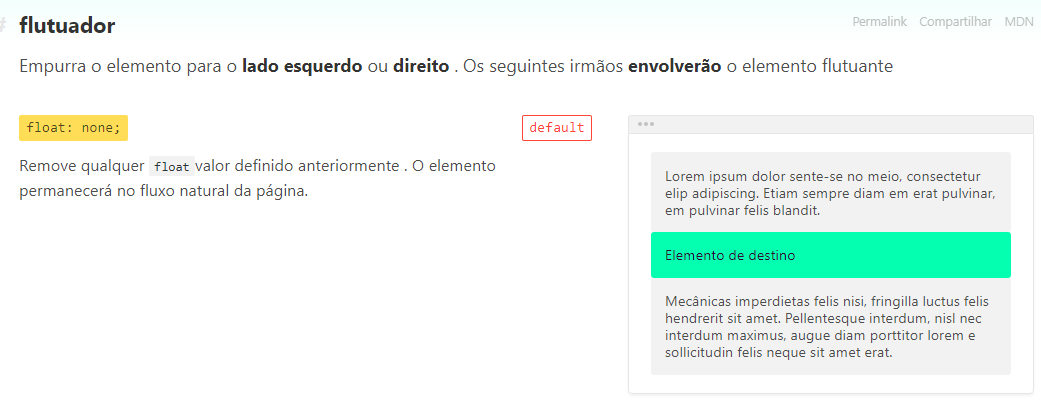 # flutuador
Permalink Compartilhar MDN
Empurra o elemento para o lado esquerdo ou direito . Os seguintes irmãos envolverão o elemento flutuante
float: none;
default
Remove qualquer float valor definido anteriormente . O elemento
permanecerá no fluxo natural da página.
Lorem ipsum dolor sente-se no meio, consectetur
elip adipiscing. Etiam sempre diam em erat pulvinar,
em pulvinar felis blandit.
Elemento de destino
Mecânicas imperdietas felis nisi, fringilla luctus felis
hendrerit sit amet. Pellentesque interdum, nisl nec
interdum maximus, augue diam porttitor lorem e
sollicitudin felis neque sit amet erat.